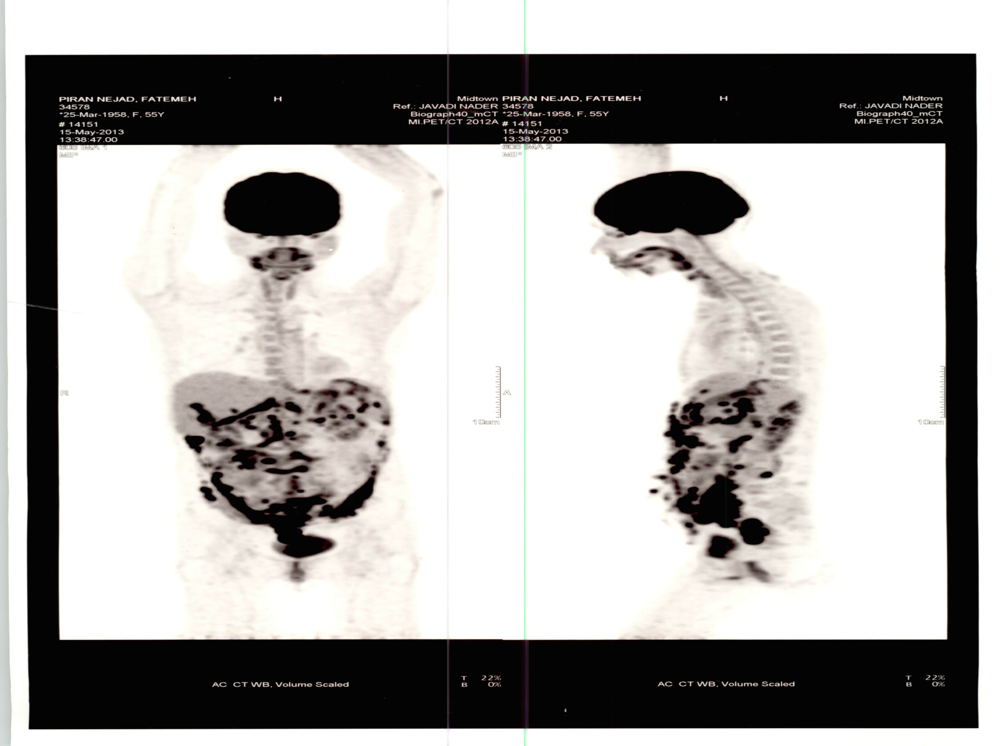 PIRAN NEJAD, FATEMEH
34578
*25-Mar-1958, F, 55Y
# 14151
15-May-2013
13:38:47.00
605 IMA 1
MIP
H
Midtown
Ref.: JAVADI NADER
Biograph40_mCT
MI.PET/CT 2012A
R
10cm
AC CT WB, Volume Scaled
T 22%
B 0%
PIRAN NEJAD, FATEMEH
34578
*25-Mar-1958, F, 55Y
# 14151
15-May-2013
13:38:47.00
606 IMA 2
MIP
H
Midtown
Ref.: JAVADI NADER
Biograph40_mCT
MI.PET/CT 2012A
A
10cm
AC CT WB, Volume Scaled
T 22%
B 0%